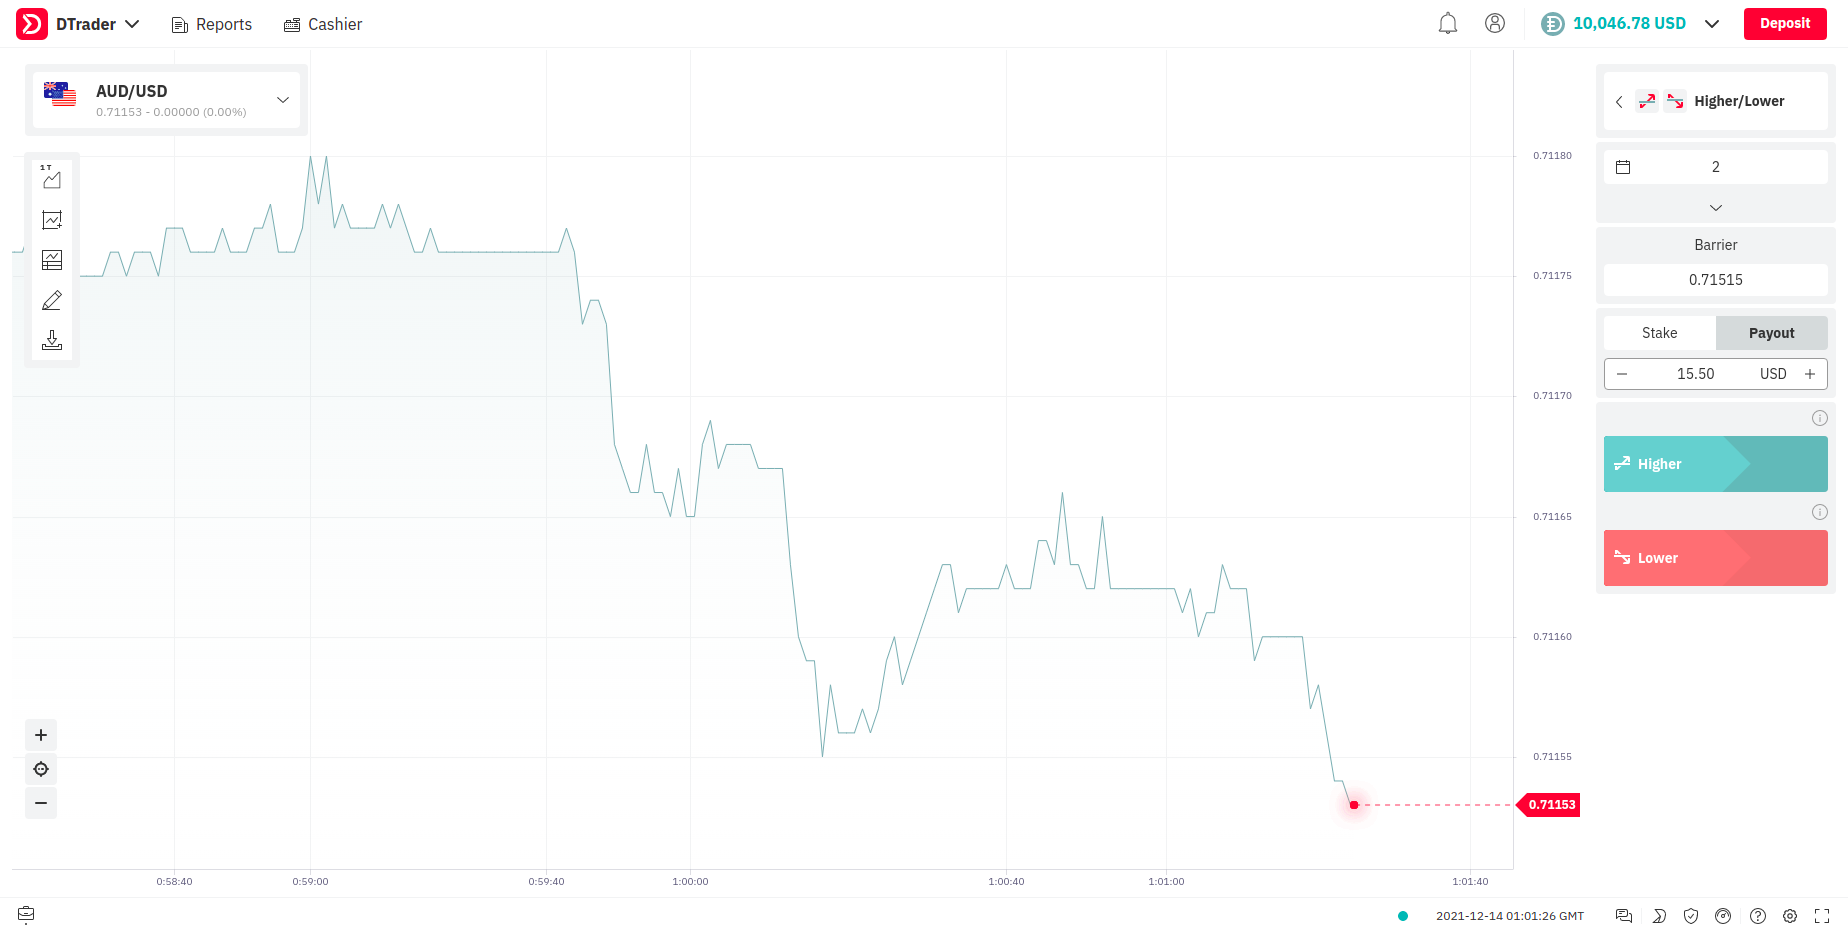 DTrader
Reports
Cashier
10,046.78 USD
Deposit
AUD/USD
0.71153 - 0.00000 (0.00%)
1 T
Higher/Lower
2
Barrier
0.71515
Stake
Payout
15.50
USD
Higher
Lower
0.71180
0.71175
0.71170
0.71165
0.71160
0.71155
0.71153
0:58:40
0:59:00
0:59:40
1:00:00
1:00:40
1:01:00
1:01:40
2021-12-14 01:01:26 GMT